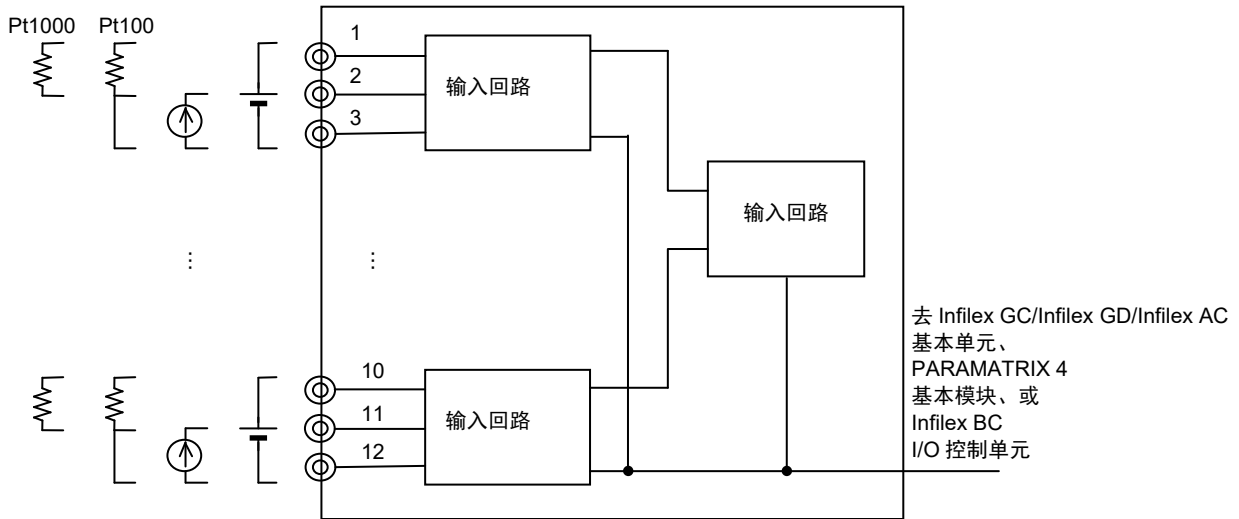 Pt1000 Pt100
1
2
3
输入回路
输入回路
⋮ ⋮
10
11
12
输入回路
去 Infilex GC/Infilex GD/Infilex AC
基本单元、
PARAMATRIX 4
基本模块、或
Infilex BC
I/O 控制单元